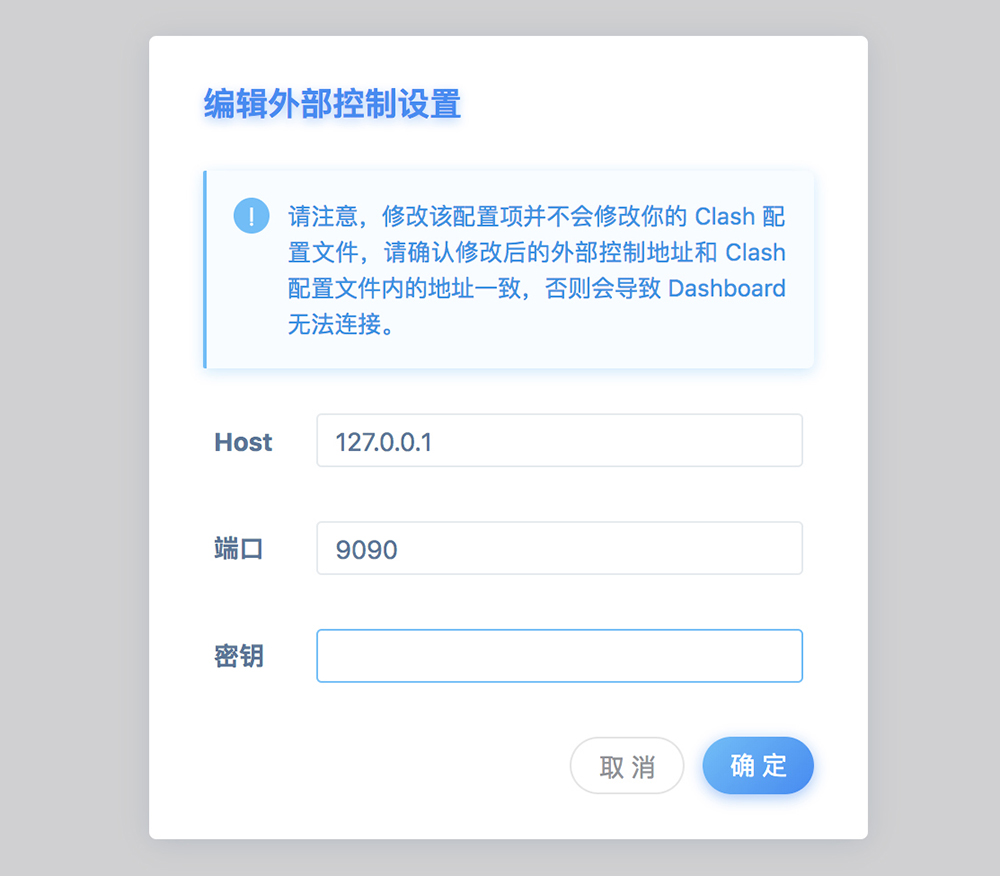 编辑外部控制设置
请注意，修改该配置项并不会修改你的 Clash 配
置文件，请确认修改后的外部控制地址和 Clash
配置文件内的地址一致，否则会导致 Dashboard
无法连接。
Host 127.0.0.1
端口 9090
密钥
取 消 确 定